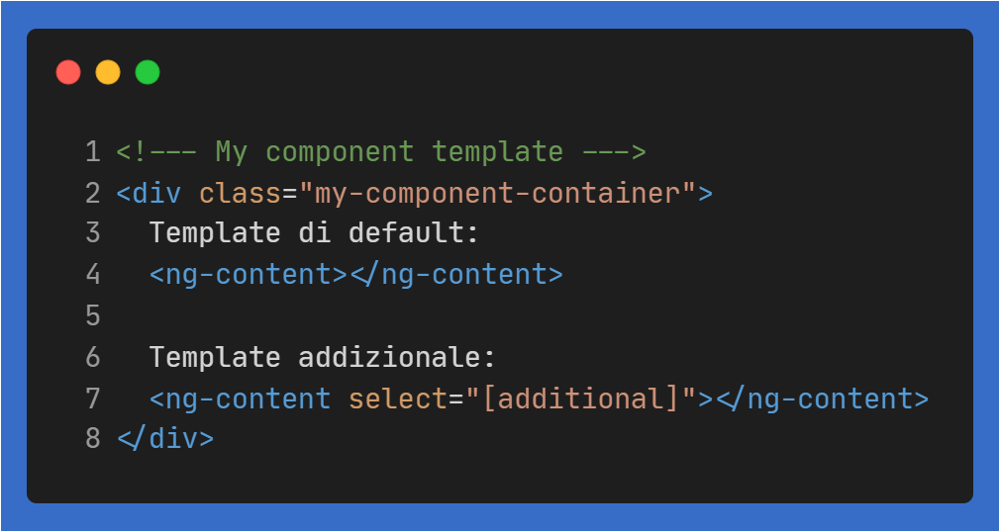 1 <!--- My component template --->
2 <div class="my-component-container">
3 Template di default:
4 <ng-content></ng-content>
5
6 Template addizionale:
7 <ng-content select="[additional]"></ng-content>
8 </div>